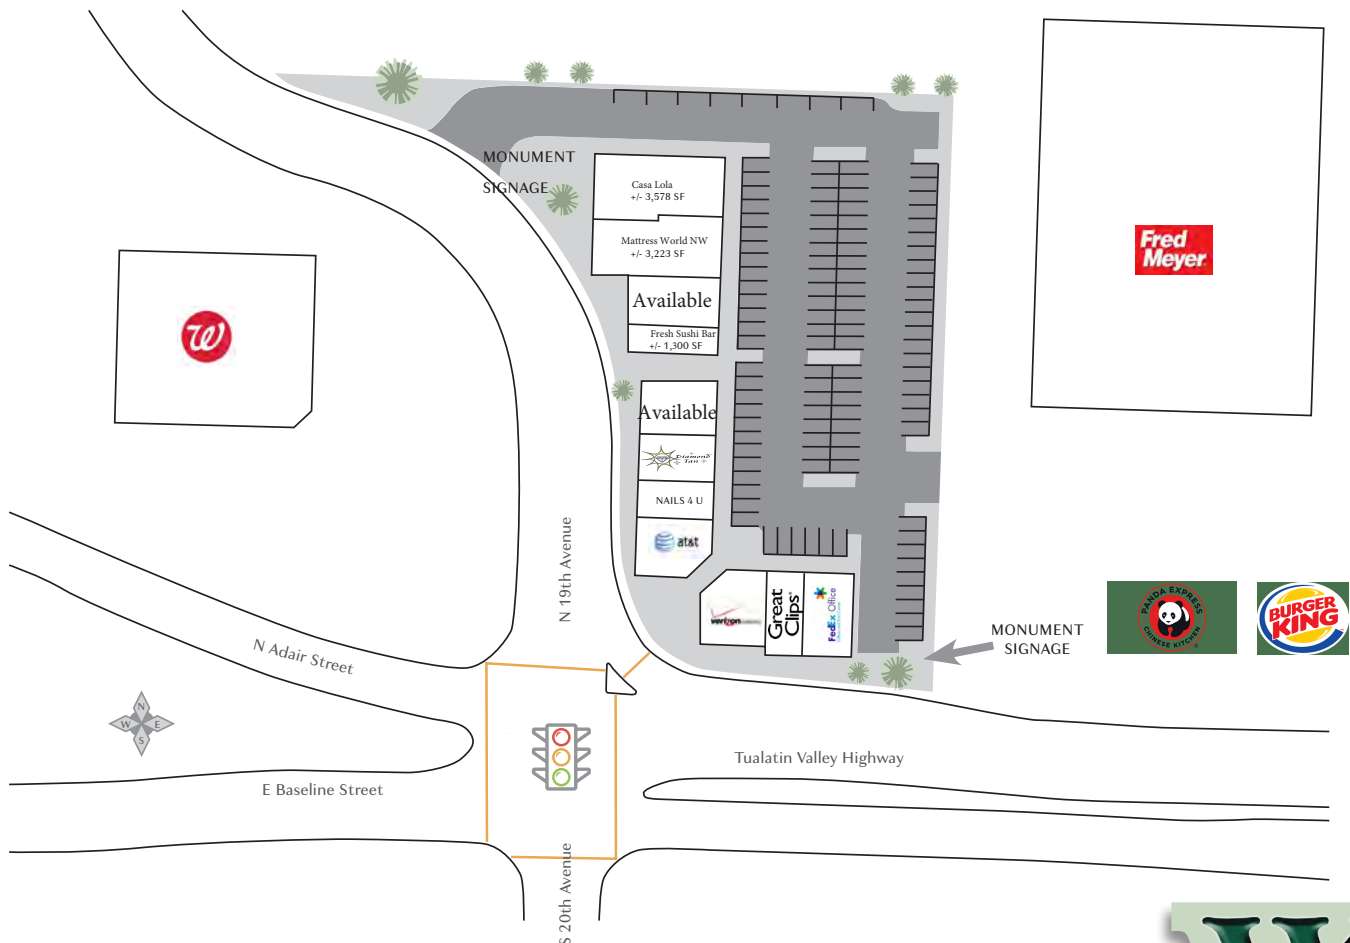 MONUMENT
SIGNAGE
Casa Lola
+/- 3,578 SF
Mattress World NW
+/- 3,223 SF
Available
Fresh Sushi Bar
+/- 1,300 SF
Fred
Meyer
W
Available
Diamond
Tan
NAILS 4 U
at&t
verizon
Great
Clips
FedEx Office
N 19th Avenue
PANDA EXPRESS
CHINESE KITCHEN
BURGER
KING
MONUMENT
SIGNAGE
N Adair Street
N
W
E
S
Tualatin Valley Highway
E Baseline Street
S 20th Avenue